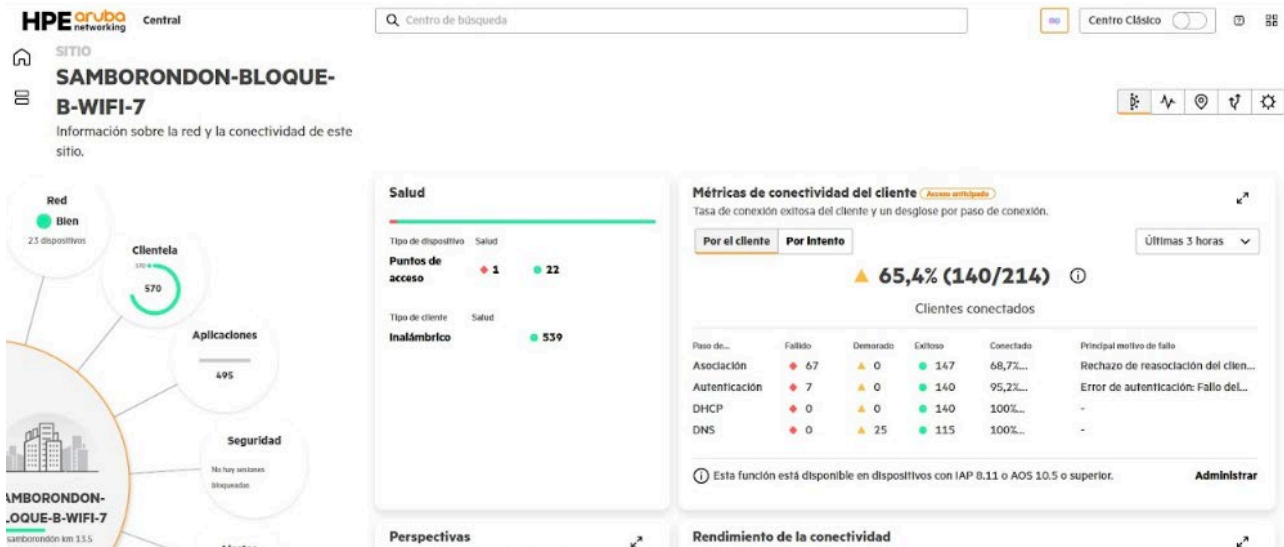 HPE aruba networking Central
Centro de búsqueda
Centro Clásico
SITIO
SAMBORONDON-BLOQUE-
B-WIFI-7
Información sobre la red y la conectividad de este
sitio.
Red
Bien
23 dispositivos
Clientela
570
570
Aplicaciones
495
Seguridad
No hay sesiones
bloqueadas
AMBORONDON-
LOQUE-B-WIFI-7
samborondón km 13.5
Salud
Tipo de dispositivo Salud
Puntos de
acceso
1 22
Tipo de cliente Salud
Inalámbrico 539
Métricas de conectividad del cliente Acceso anticipado
Tasa de conexión exitosa del cliente y un desglose por paso de conexión.
Por el cliente Por intento
Últimas 3 horas
65,4% (140/214)
Clientes conectados
Paso de... Fallido Demorado Exitoso Conectado Principal motivo de fallo
Asociación 67 0 147 68,7%... Rechazo de reasociación del clien...
Autenticación 7 0 140 95,2%... Error de autenticación: Fallo del...
DHCP 0 0 140 100%... -
DNS 0 25 115 100%... -
Esta función está disponible en dispositivos con IAP 8.11 o AOS 10.5 o superior. Administrar
Perspectivas
Rendimiento de la conectividad